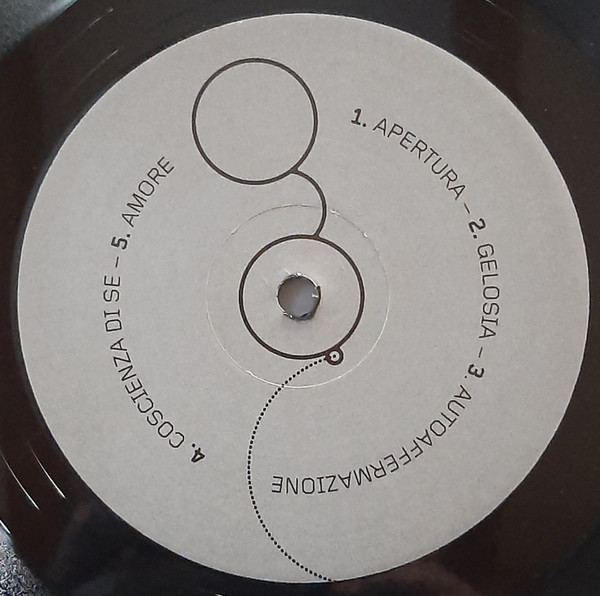 1. APERTURA – 2. GELOSIA – 3. AUTOAFFERMAZIONE
4. COSCIENZA DI SE – 5. AMORE